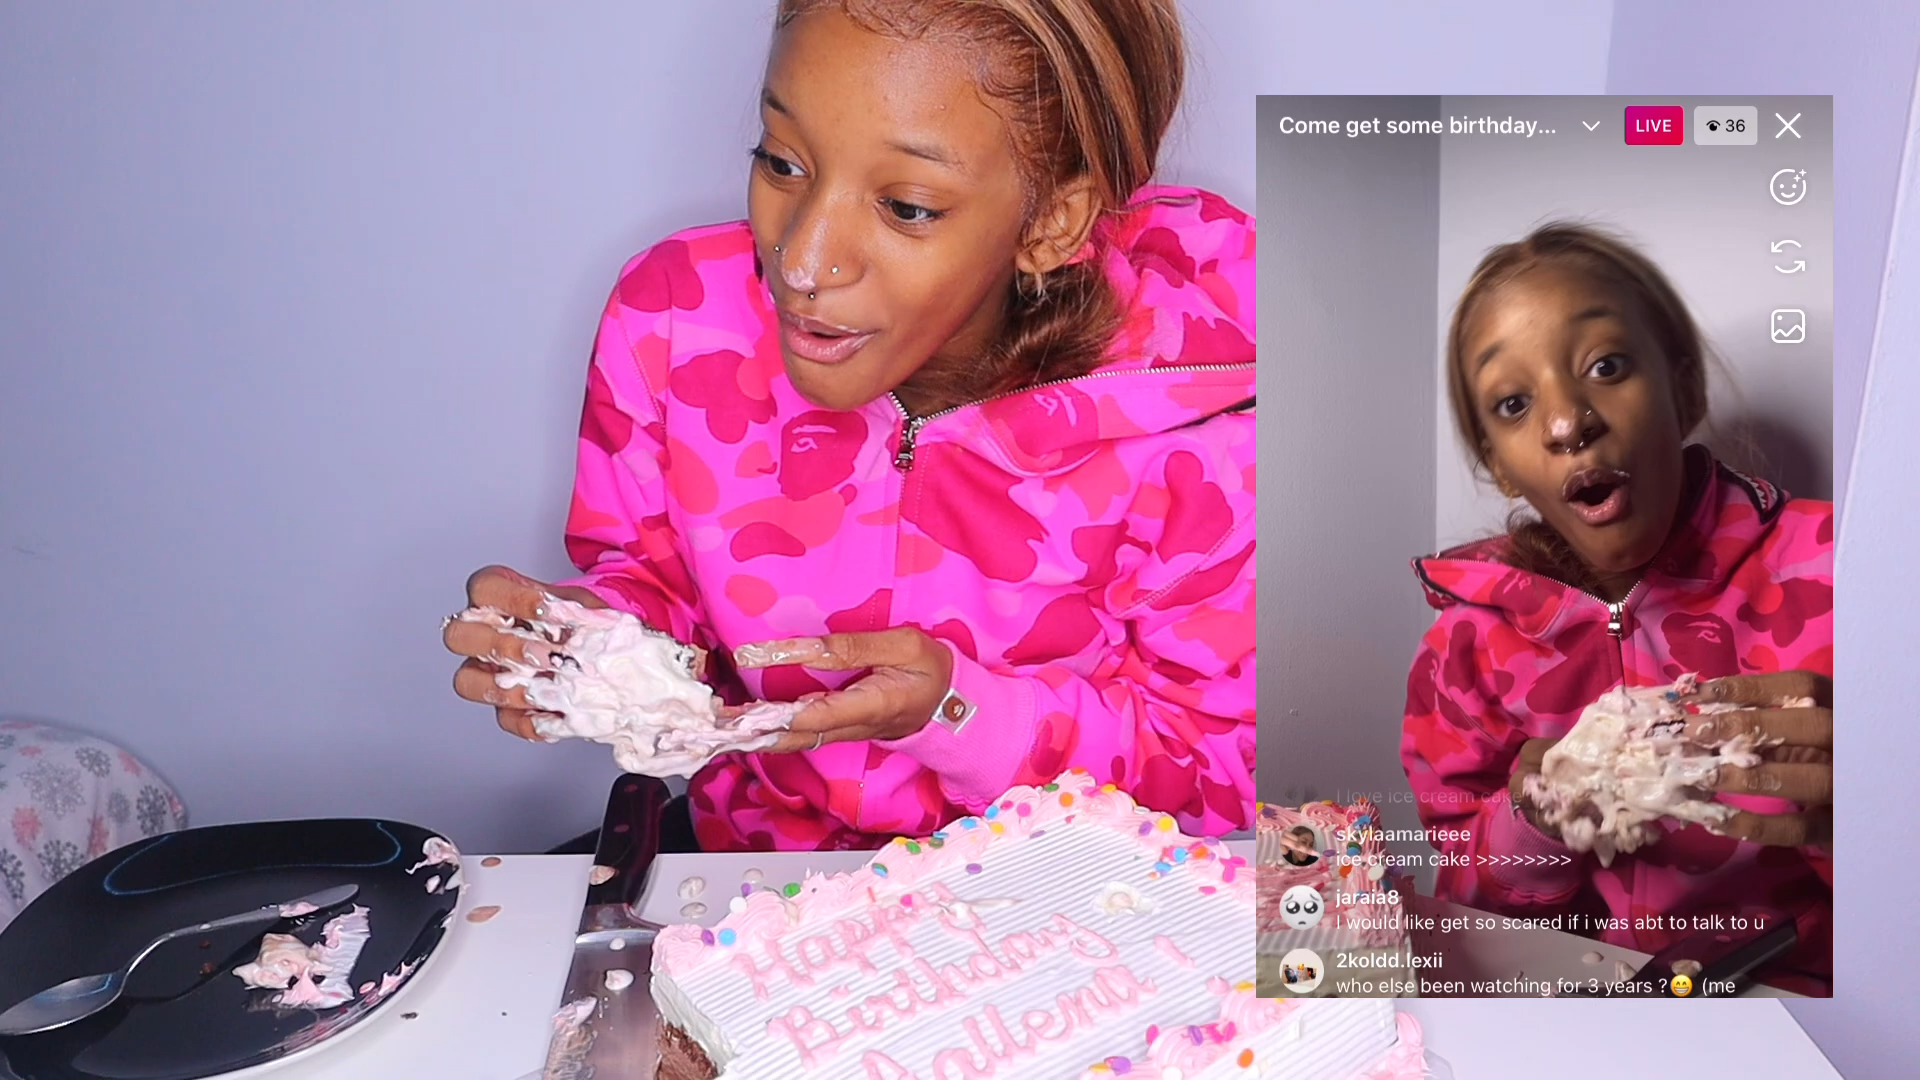 Come get some birthday...
LIVE
36
I love ice cream cake
skylaamarieee
ice cream cake >>>>>>>>
jaraia8
I would like get so scared if i was abt to talk to u
2koldd.lexii
who else been watching for 3 years ?😁 (me
Happy
Birthday
Aallena!